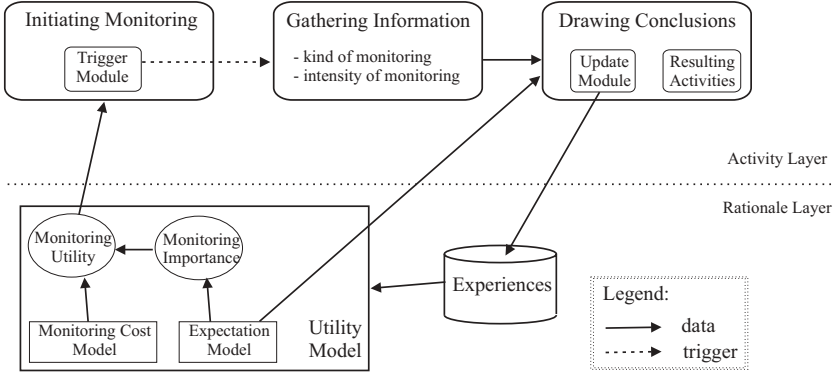 Initiating Monitoring
Trigger
Module
Gathering Information
- kind of monitoring
- intensity of monitoring
Drawing Conclusions
Update
Module
Resulting
Activities
Activity Layer
Rationale Layer
Monitoring
Utility
Monitoring
Importance
Monitoring Cost
Model
Expectation
Model
Utility
Model
Experiences
Legend:
data
trigger